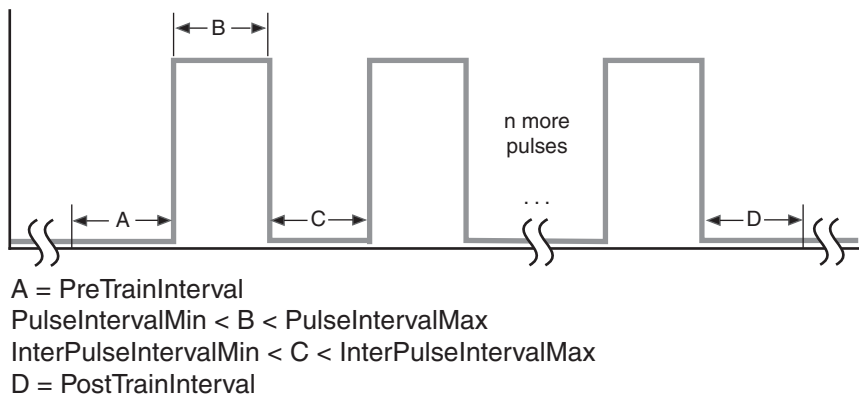 B
n more
pulses
...
A
C
D
A = PreTrainInterval
PulseIntervalMin < B < PulseIntervalMax
InterPulseIntervalMin < C < InterPulseIntervalMax
D = PostTrainInterval